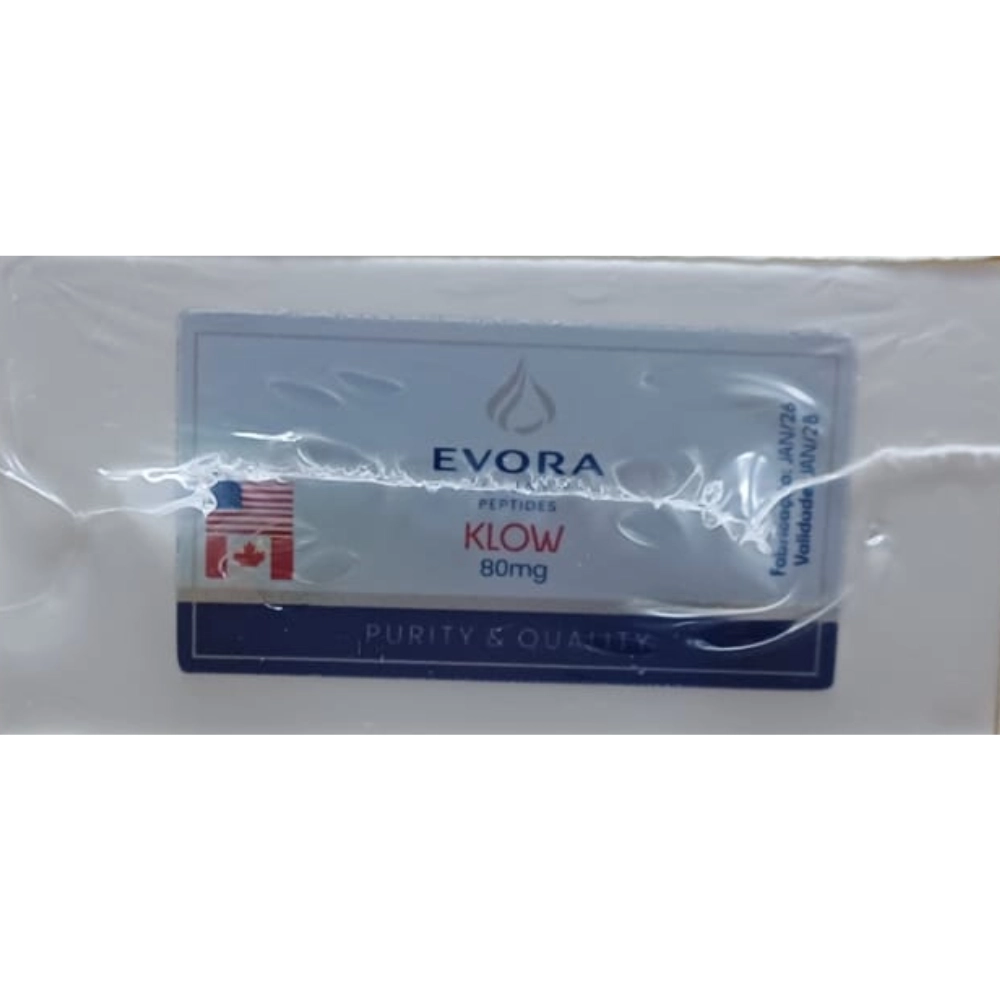 EVORA
PEPTIDES
KLOW
80mg
PURITY & QUALITY
Fabricação: JAN/26
Validade: JAN/28